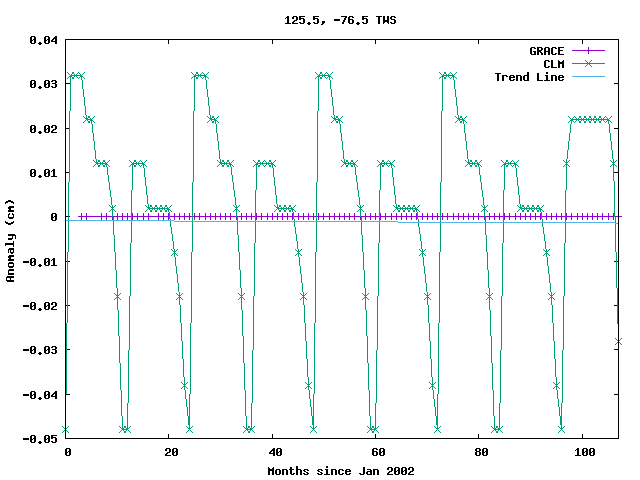 125.5, -76.5 TWS
GRACE
CLM
Trend Line
0.04
0.03
0.02
0.01
0
-0.01
-0.02
-0.03
-0.04
-0.05
Anomaly (cm)
0 20 40 60 80 100
Months since Jan 2002